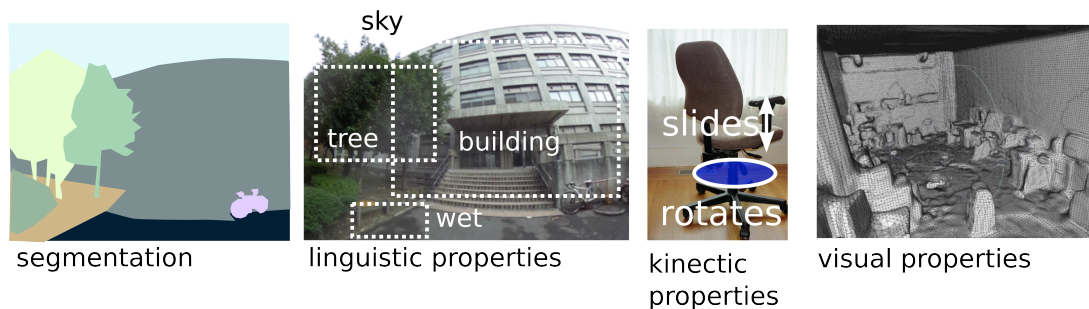 sky
tree
building
wet
slides
rotates
segmentation
linguistic properties
kinectic
properties
visual properties